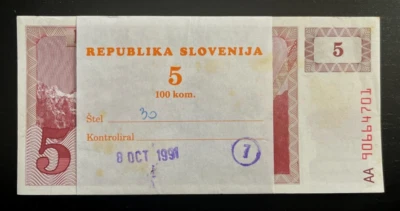 REPUBLIKA SLOVENIJA
5
100 kom.
Štel 30
Kontroliral
8 OCT 1991
7
5
5
AA 90664701